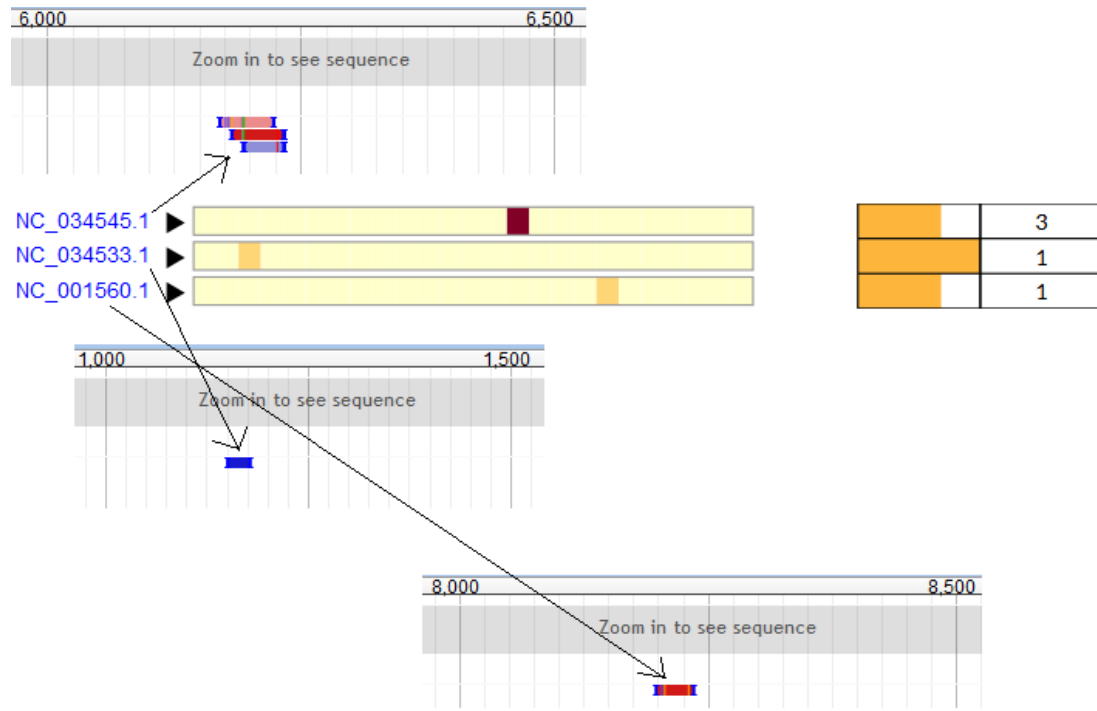 6,000 6,500
Zoom in to see sequence
NC_034545.1 3
NC_034533.1 1
NC_001560.1 1
1,000 1,500
Zoom in to see sequence
8,000 8,500
Zoom in to see sequence